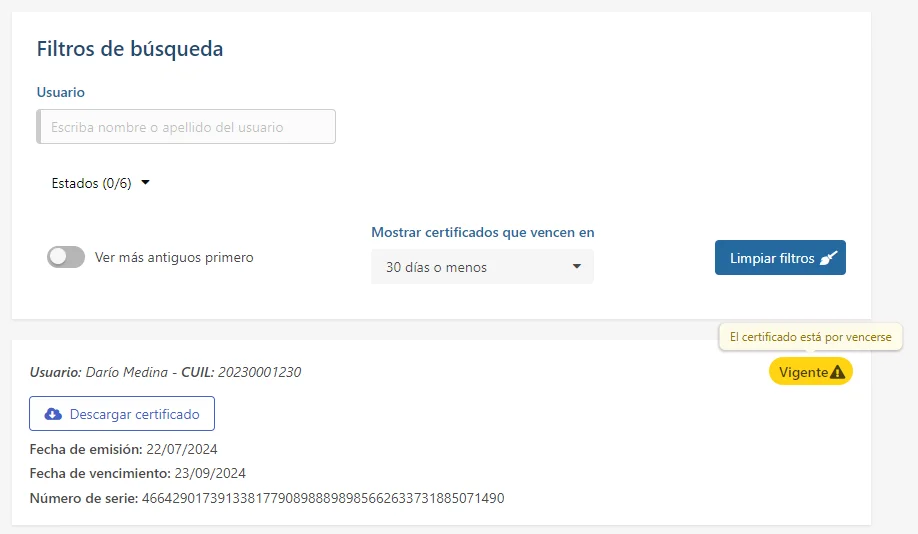 Filtros de búsqueda
Usuario
Escriba nombre o apellido del usuario
Estados (0/6)
Mostrar certificados que vencen en
Ver más antiguos primero
30 días o menos
Limpiar filtros
El certificado está por vencerse
Usuario: Darío Medina - CUIL: 20230001230
Vigente
Descargar certificado
Fecha de emisión: 22/07/2024
Fecha de vencimiento: 23/09/2024
Número de serie: 466429017391338177908988898985662633731885071490